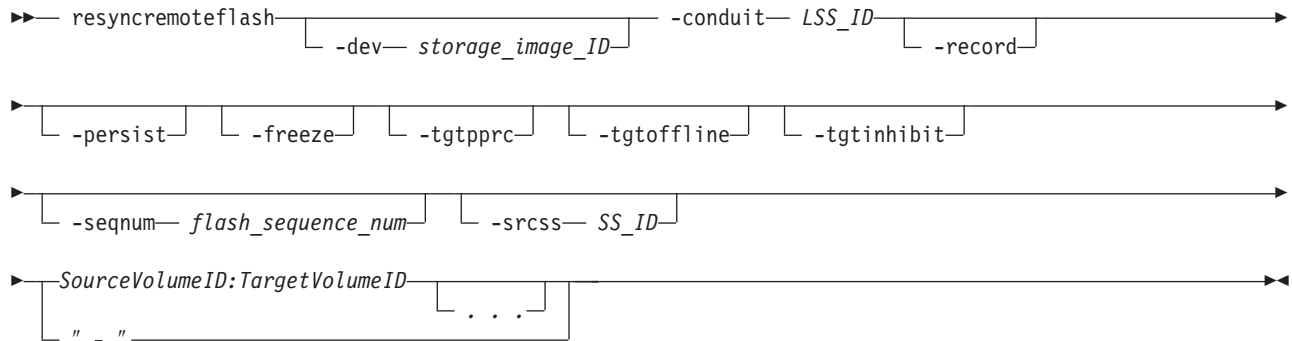 resyncremoteflash -conduit LSS_ID
-dev storage_image_ID -record
-persist -freeze -tgtpprc -tgtoffline -tgtinhibit
-seqnum flash_sequence_num -srcss SS_ID
SourceVolumeID:TargetVolumeID
. . .
" - "